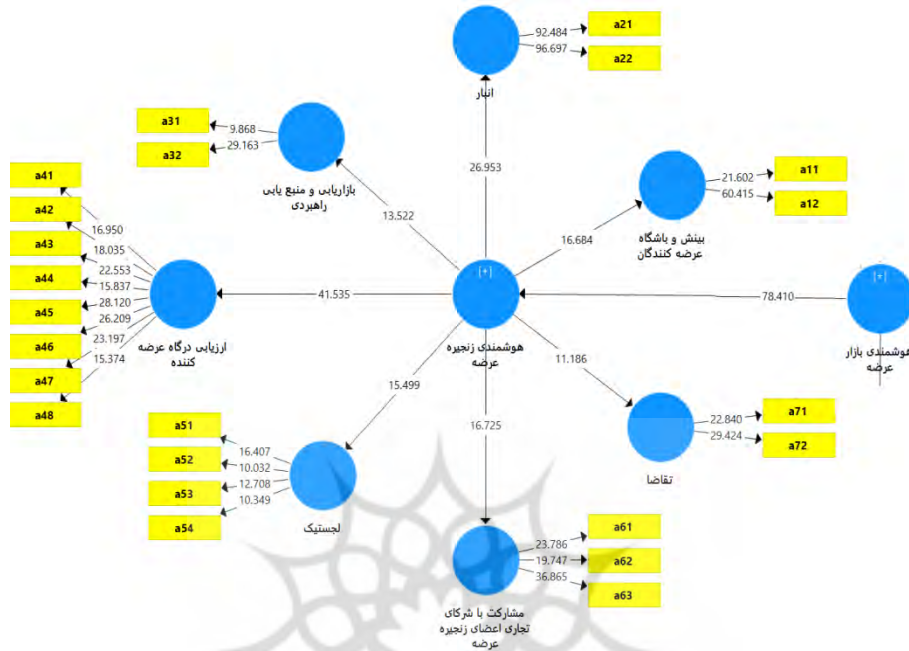 92.484
a21
96.697
a22
انبار
a31
9.868
a32
29.163
بازاریابی و منبع یابی
راهبردی
13.522
26.953
21.602
a11
60.415
a12
بینش و باشگاه
عرضه کنندگان
16.684
a41
a42
a43
a44
a45
a46
a47
a48
16.950
18.035
22.553
15.837
28.120
26.209
23.197
15.374
ارزیابی درگاه عرضه
کننده
41.535
[+]
هوشمندی زنجیره
عرضه
78.410
[+]
هوشمندی بازار
عرضه
11.186
22.840
a71
29.424
a72
تقاضا
15.499
16.725
a51
a52
a53
a54
16.407
10.032
12.708
10.349
لجستیک
23.786
a61
19.747
a62
36.865
a63
مشارکت با شرکای
تجاری اعضای زنجیره
عرضه